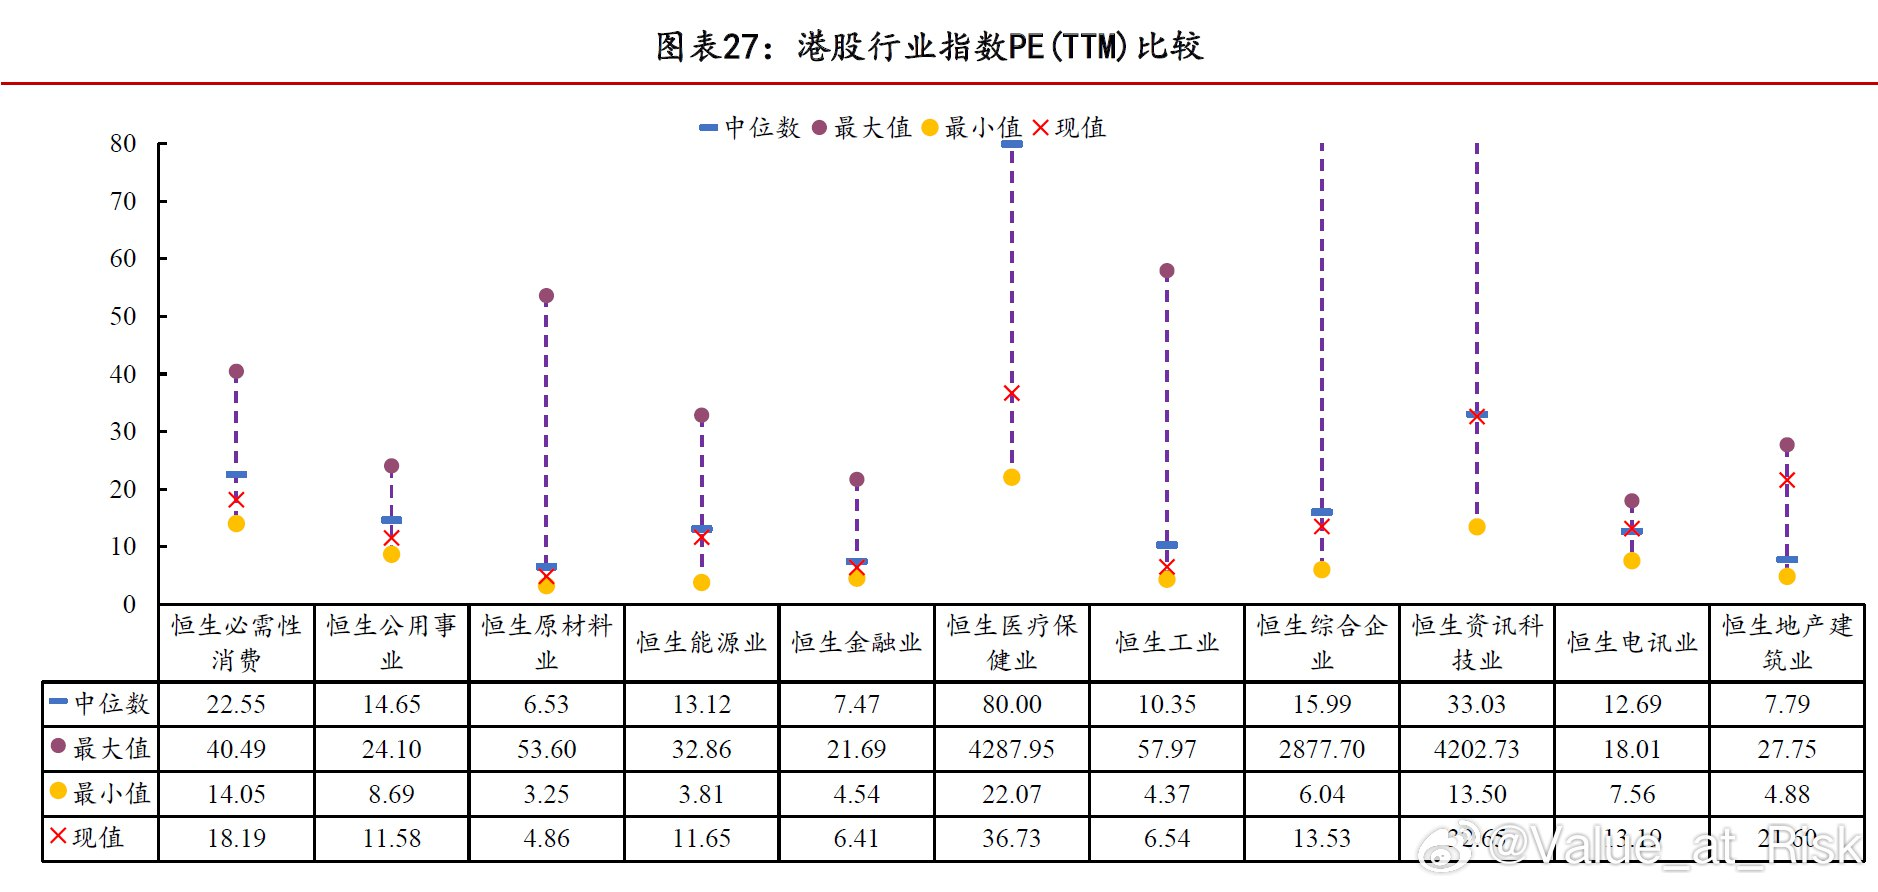 图表27：港股行业指数PE(TTM)比较
中位数 最大值 最小值 现值
80
70
60
50
40
30
20
10
0
恒生必需性消费 恒生公用事业 恒生原材料业 恒生能源业 恒生金融业 恒生医疗保健业 恒生工业 恒生综合企业 恒生资讯科技业 恒生电讯业 恒生地产建筑业
中位数 22.55 14.65 6.53 13.12 7.47 80.00 10.35 15.99 33.03 12.69 7.79
最大值 40.49 24.10 53.60 32.86 21.69 4287.95 57.97 2877.70 4202.73 18.01 27.75
最小值 14.05 8.69 3.25 3.81 4.54 22.07 4.37 6.04 13.50 7.56 4.88
现值 18.19 11.58 4.86 11.65 6.41 36.73 6.54 13.53 32.65 13.19 21.60
@Value_at_Risk